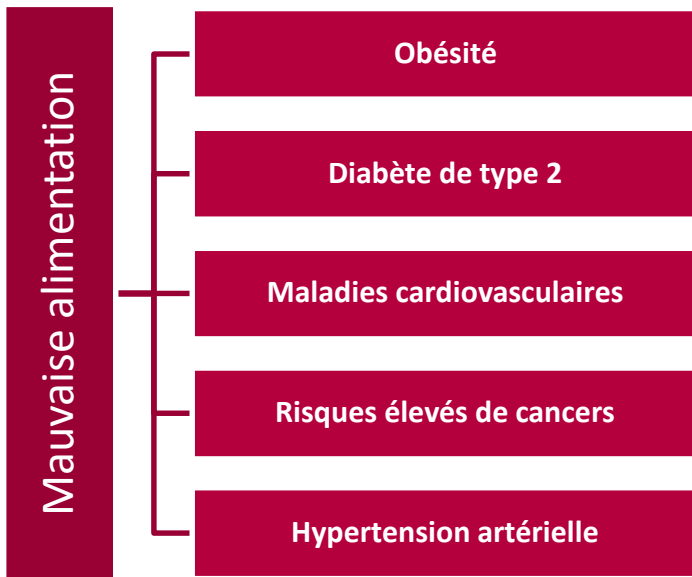 Mauvaise alimentation
Obésité
Diabète de type 2
Maladies cardiovasculaires
Risques élevés de cancers
Hypertension artérielle